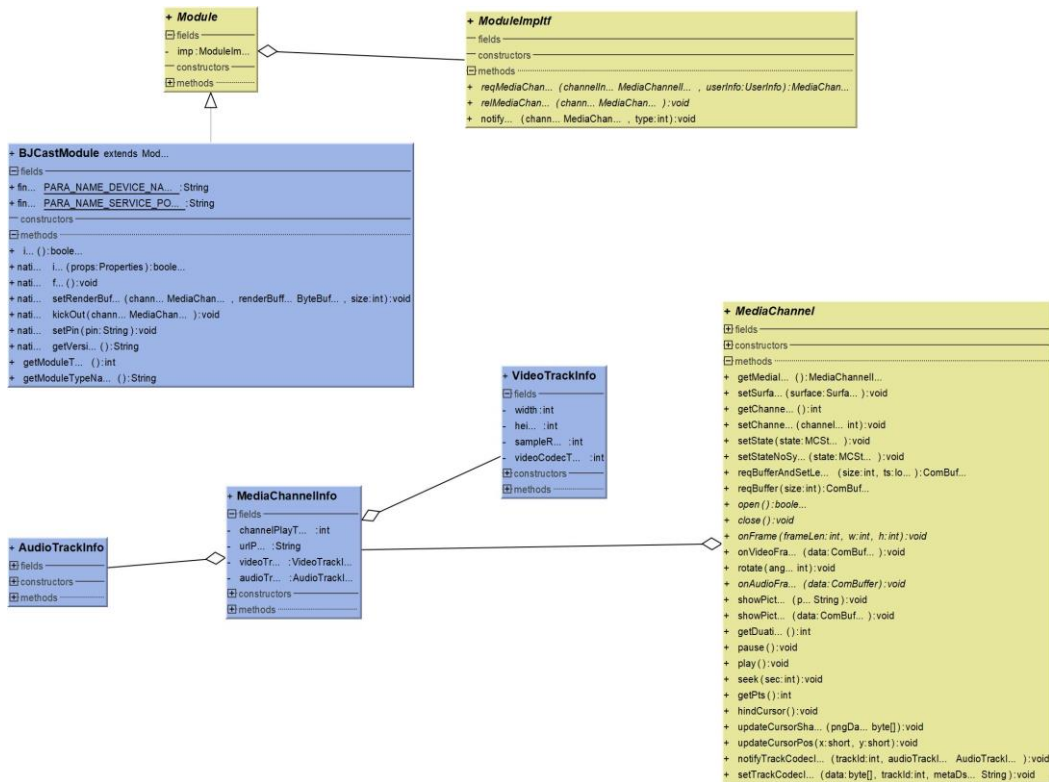 + Module
fields
- imp:ModuleIm...
constructors
methods
+ ModuleImpItf
fields
constructors
methods
+ reqMediaChan... (channelIn... MediaChannelI... , userInfo:UserInfo):MediaChan...
+ relMediaChan... (chann... MediaChan... ):void
+ notify... (chann... MediaChan... , type:int):void
+ BJCastModule extends Mod...
fields
+ fin... PARA_NAME_DEVICE_NA... :String
+ fin... PARA_NAME_SERVICE_PO... :String
constructors
methods
+ i... ():boole...
+ nati... i... (props:Properties):boole...
+ nati... f... ():void
+ nati... setRenderBuf... (chann... MediaChan... , renderBuff... ByteBuf... , size:int):void
+ nati... kickOut(chann... MediaChan... ):void
+ nati... setPin(pin:String):void
+ nati... getVersi... ():String
+ getModuleT... ():int
+ getModuleTypeNa... ():String
+ VideoTrackInfo
fields
- width:int
- hei... :int
- sampleR... :int
- videoCodecT... :int
constructors
methods
+ MediaChannelInfo
fields
- channelPlayT... :int
- urlP... :String
- videoTr... :VideoTrackI...
- audioTr... :AudioTrackI...
constructors
methods
+ AudioTrackInfo
fields
constructors
methods
+ MediaChannel
fields
constructors
methods
+ getMediaI... ():MediaChannelI...
+ setSurfa... (surface:Surfa... ):void
+ getChanne... ():int
+ setChanne... (channel... int):void
+ setState(state:MCSt... ):void
+ setStateNoSy... (state:MCSt... ):void
+ reqBufferAndSetLe... (size:int, ts:lo... ):ComBuf...
+ reqBuffer(size:int):ComBuf...
+ open():boole...
+ close():void
+ onFrame(frameLen:int, w:int, h:int):void
+ onVideoFra... (data:ComBuf... ):void
+ rotate(ang... int):void
+ onAudioFra... (data:ComBuffer):void
+ showPict... (p... String):void
+ showPict... (data:ComBuf... ):void
+ getDuati... ():int
+ pause():void
+ play():void
+ seek(sec:int):void
+ getPts():int
+ hindCursor():void
+ updateCursorSha... (pngDa... byte[]):void
+ updateCursorPos(x:short, y:short):void
+ notifyTrackCodecI... (trackId:int, audioTrackI... AudioTrackI... ):void
+ setTrackCodecI... (data:byte[], trackId:int, metaDs... String):void